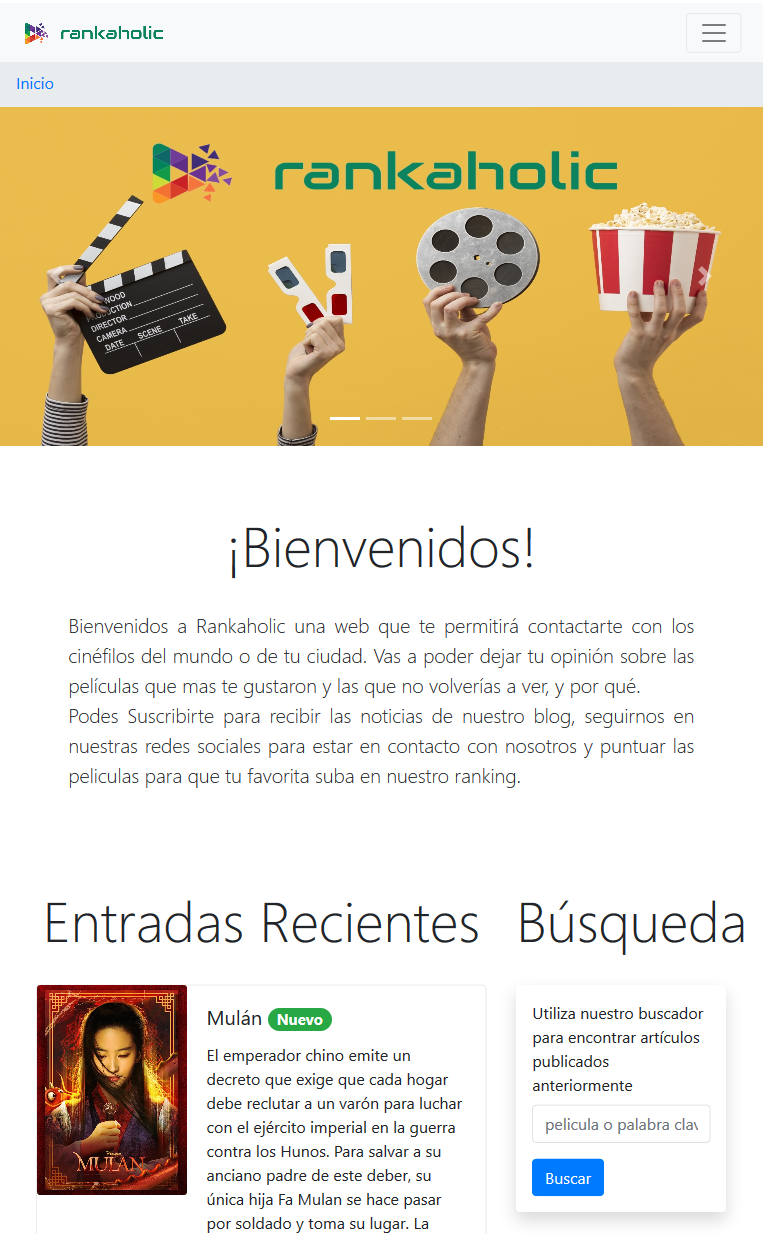 rankaholic
Inicio
rankaholic
PRODUCTION
DIRECTOR
CAMERA
DATE SCENE TAKE
¡Bienvenidos!
Bienvenidos a Rankaholic una web que te permitirá contactarte con los
cinéfilos del mundo o de tu ciudad. Vas a poder dejar tu opinión sobre las
películas que mas te gustaron y las que no volverías a ver, y por qué.
Podes Suscribirte para recibir las noticias de nuestro blog, seguirnos en
nuestras redes sociales para estar en contacto con nosotros y puntuar las
peliculas para que tu favorita suba en nuestro ranking.
Entradas Recientes
Búsqueda
Mulán Nuevo
El emperador chino emite un
decreto que exige que cada hogar
debe reclutar a un varón para luchar
con el ejército imperial en la guerra
contra los Hunos. Para salvar a su
anciano padre de este deber, su
única hija Fa Mulan se hace pasar
por soldado y toma su lugar. La
MULAN
Utiliza nuestro buscador
para encontrar artículos
publicados
anteriormente
pelicula o palabra clav
Buscar